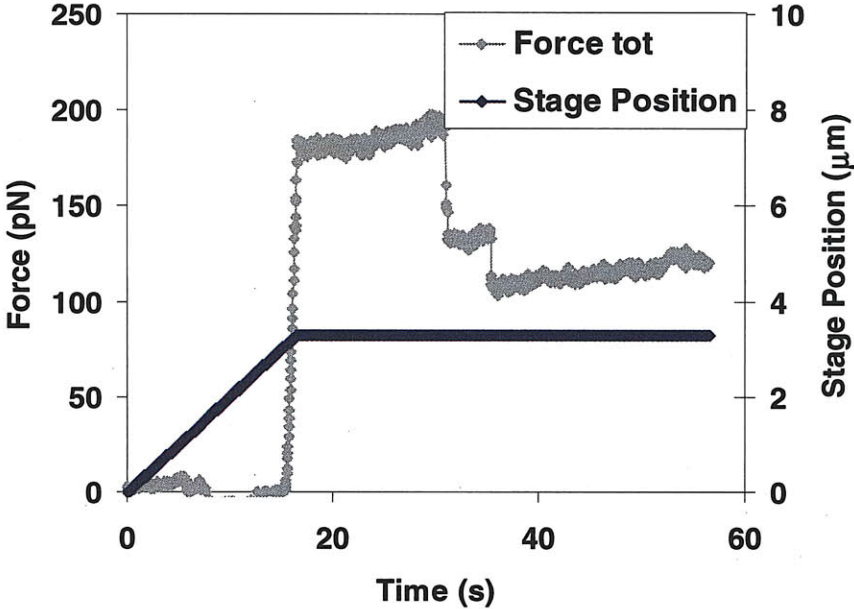 250
200
150
100
50
0
Force (pN)
Force tot
Stage Position
10
8
6
4
2
0
Stage Position (μm)
0 20 40 60
Time (s)